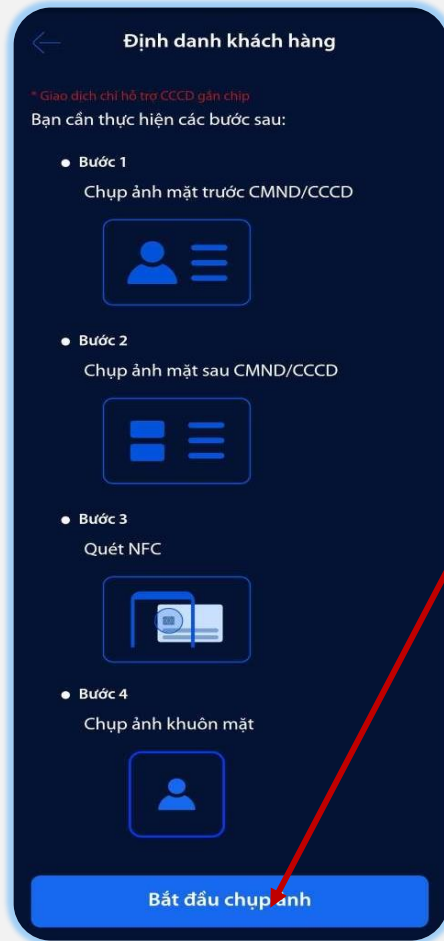 Định danh khách hàng
* Giao dịch chỉ hỗ trợ CCCD gắn chip
Bạn cần thực hiện các bước sau:
Bước 1
Chụp ảnh mặt trước CMND/CCCD
Bước 2
Chụp ảnh mặt sau CMND/CCCD
Bước 3
Quét NFC
Bước 4
Chụp ảnh khuôn mặt
Bắt đầu chụp ảnh